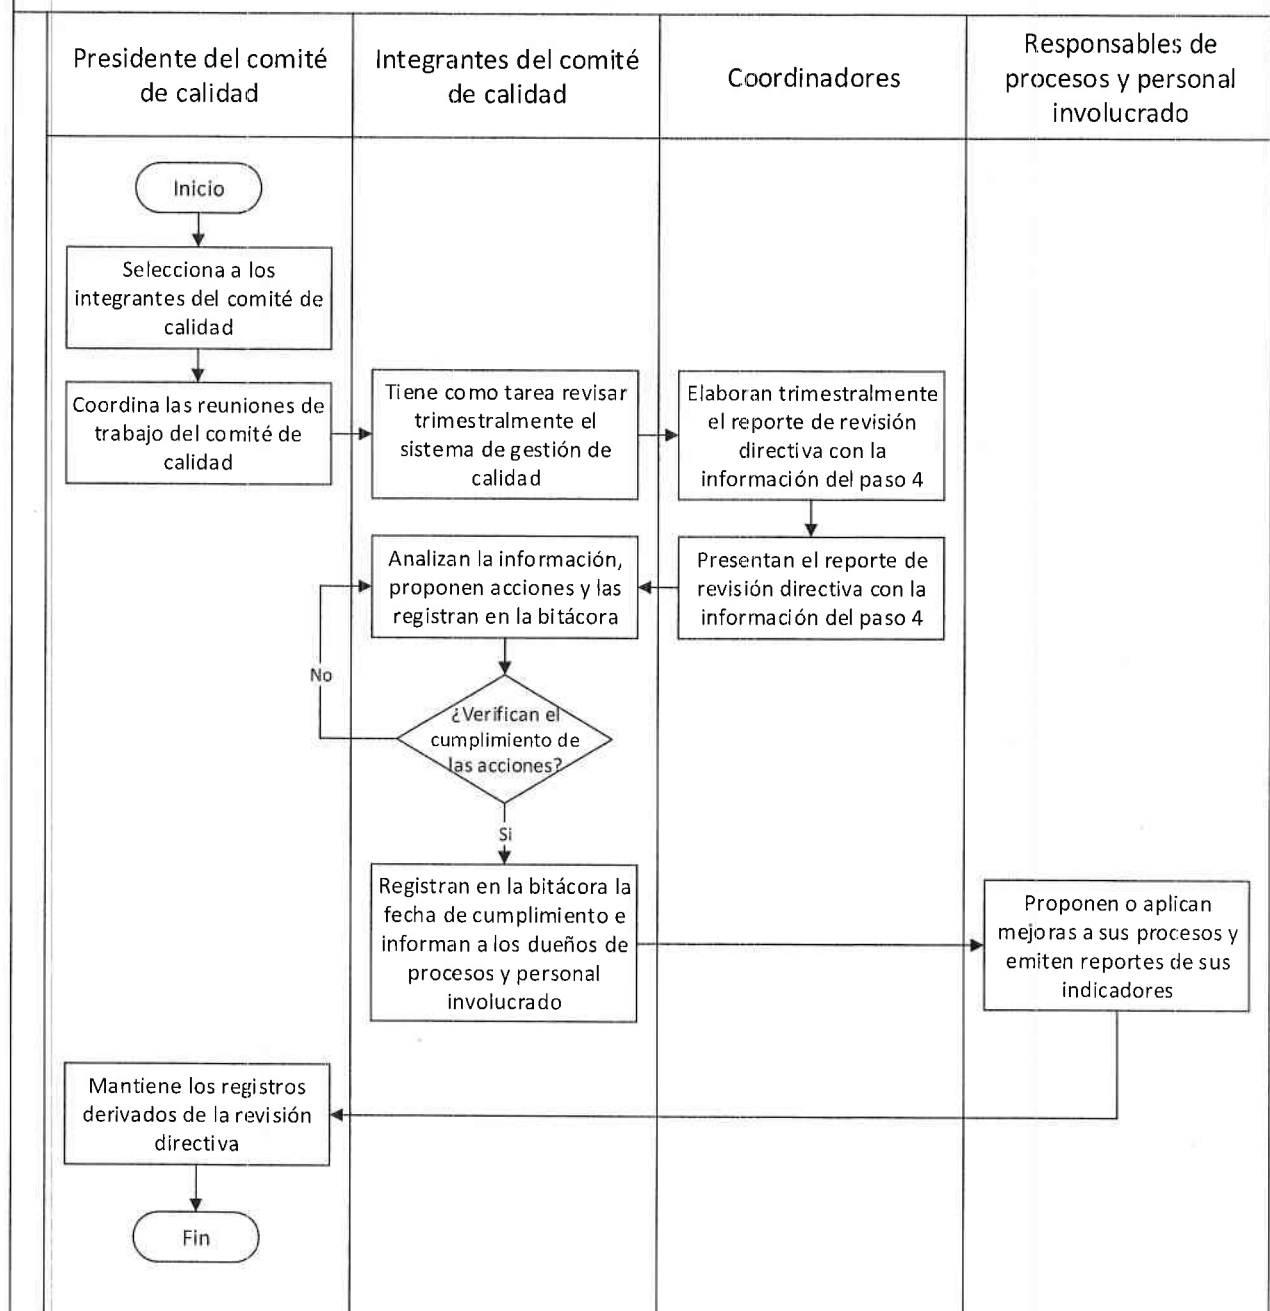 Presidente del comité
de calidad
Integrantes del comité
de calidad
Coordinadores
Responsables de
procesos y personal
involucrado
Inicio
Selecciona a los
integrantes del comité de
calidad
Coordina las reuniones de
trabajo del comité de
calidad
Tiene como tarea revisar
trimestralmente el
sistema de gestión de
calidad
Elaboran trimestralmente
el reporte de revisión
directiva con la
información del paso 4
Presentan el reporte de
revisión directiva con la
información del paso 4
Analizan la información,
proponen acciones y las
registran en la bitácora
No
¿Verifican el
cumplimiento de
las acciones?
Si
Registran en la bitácora la
fecha de cumplimiento e
informan a los dueños de
procesos y personal
involucrado
Proponen o aplican
mejoras a sus procesos y
emiten reportes de sus
indicadores
Mantiene los registros
derivados de la revisión
directiva
Fin